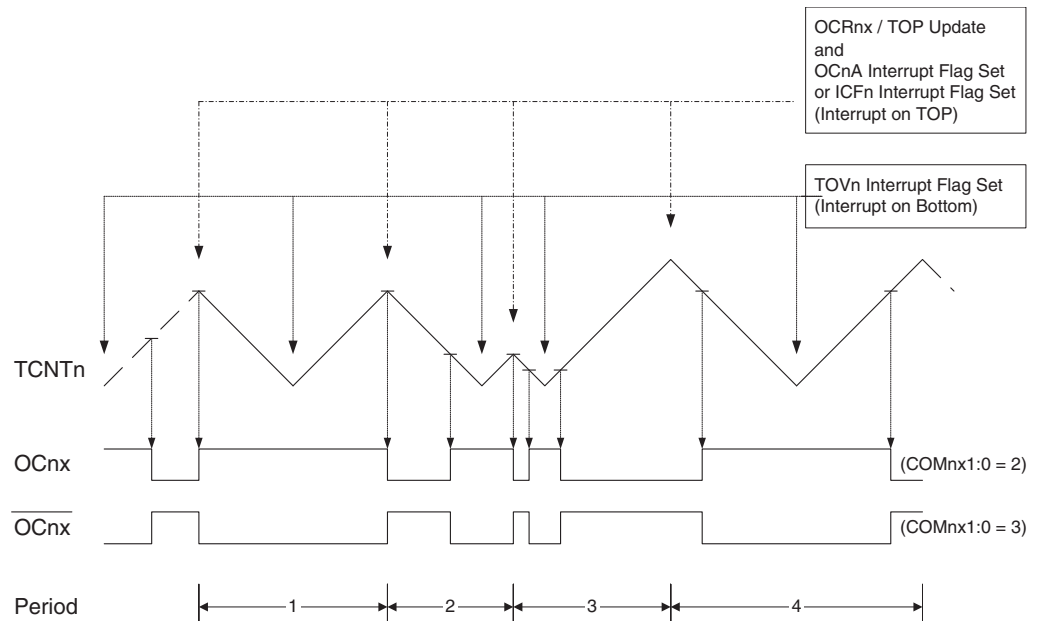 OCRnx / TOP Update
and
OCnA Interrupt Flag Set
or ICFn Interrupt Flag Set
(Interrupt on TOP)
TOVn Interrupt Flag Set
(Interrupt on Bottom)
TCNTn
OCnx
(COMnx1:0 = 2)
OCnx
(COMnx1:0 = 3)
Period
1
2
3
4